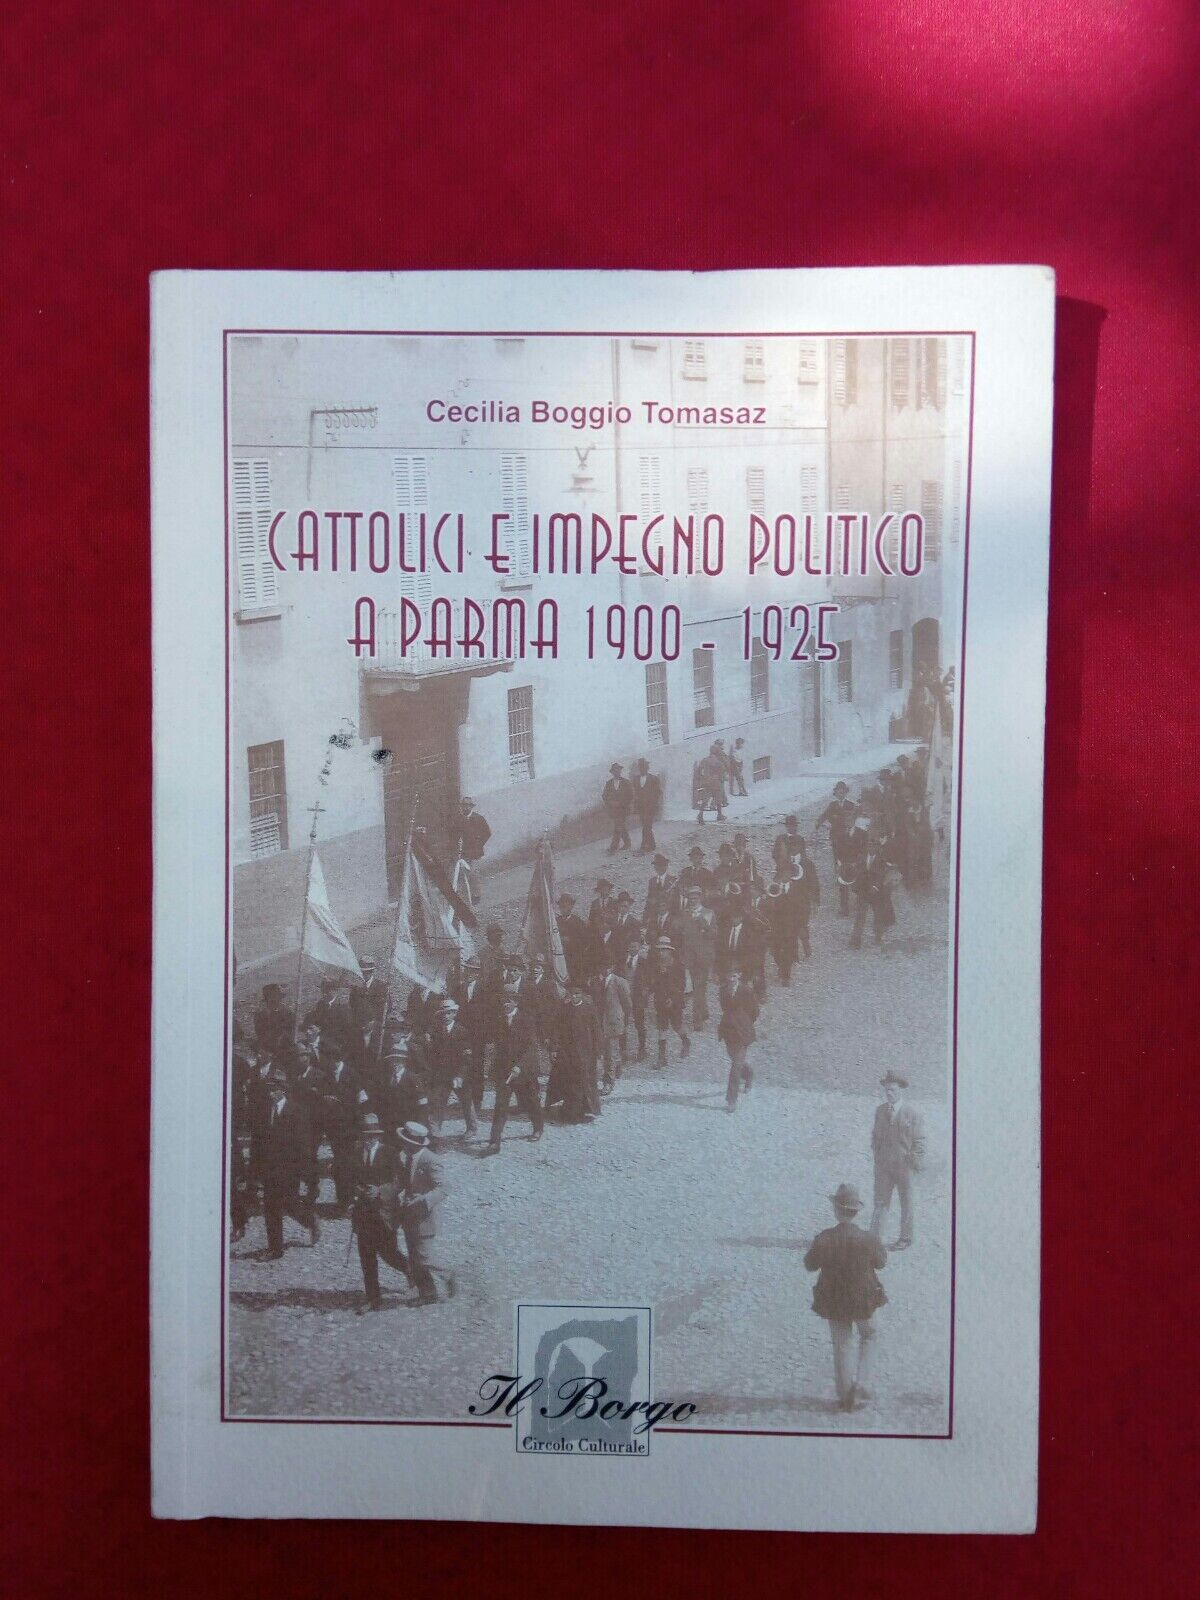 Cecilia Boggio Tomasaz
CATTOLICI E IMPEGNO POLITICO
A PARMA 1900 - 1925
Il Borgo
Circolo Culturale